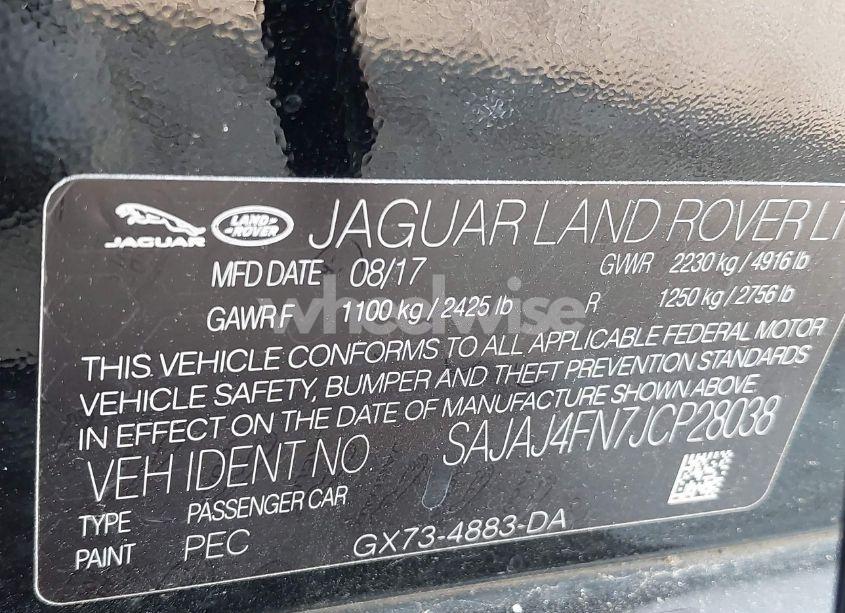 JAGUAR LAND ROVER JAGUAR LAND ROVER LT
MFD DATE 08/17 GVWR 2230 kg / 4916 lb
GAWR F 1100 kg / 2425 lb R 1250 kg / 2756 lb
wheelwise
THIS VEHICLE CONFORMS TO ALL APPLICABLE FEDERAL MOTOR
VEHICLE SAFETY, BUMPER AND THEFT PREVENTION STANDARDS
IN EFFECT ON THE DATE OF MANUFACTURE SHOWN ABOVE
VEH IDENT NO. SAJAJ4FN7JCP28038
TYPE PASSENGER CAR
PAINT PEC GX73-4883-DA